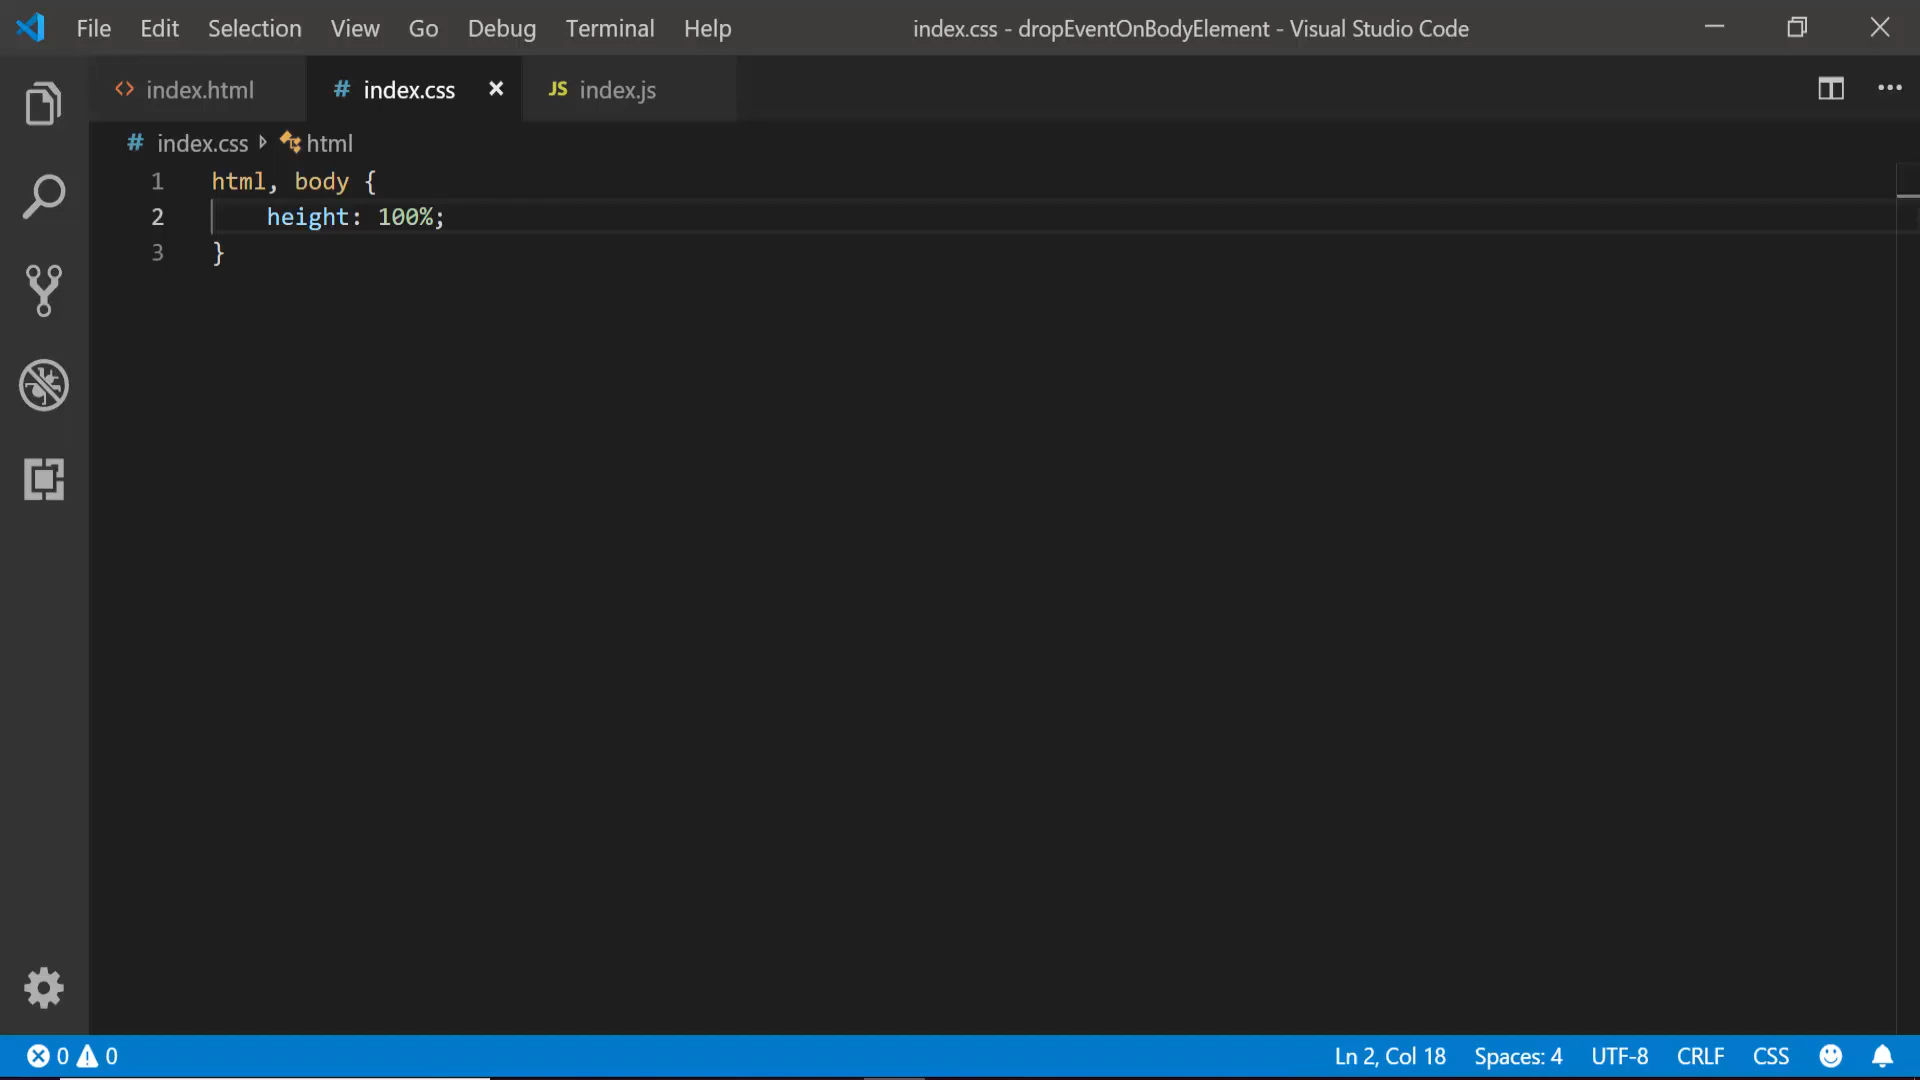 File Edit Selection View Go Debug Terminal Help index.css - dropEventOnBodyElement - Visual Studio Code
<> index.html # index.css × JS index.js
# index.css html
1 html, body {
2 height: 100%;
3 }
0 0 Ln 2, Col 18 Spaces: 4 UTF-8 CRLF CSS